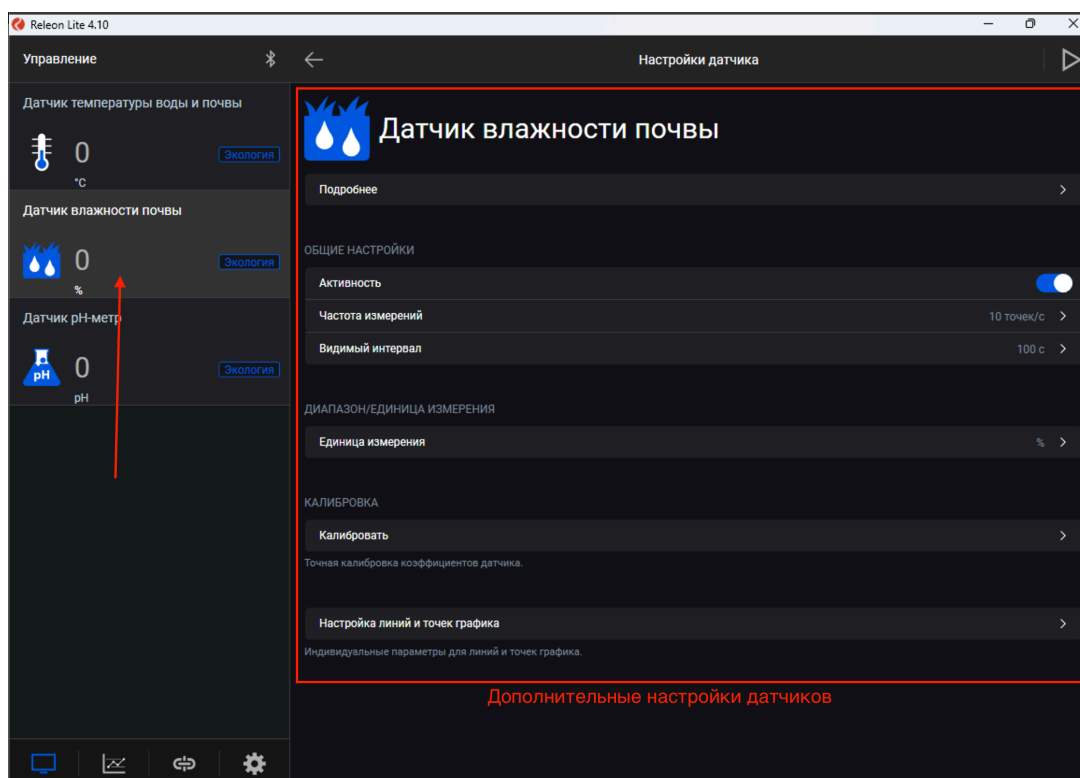 Releon Lite 4.10
Управление
Настройки датчика
Датчик температуры воды и почвы
0
Экология
°C
Датчик влажности почвы
0
Экология
%
Датчик pH-метр
pH
0
Экология
pH
Датчик влажности почвы
Подробнее
ОБЩИЕ НАСТРОЙКИ
Активность
Частота измерений 10 точек/с
Видимый интервал 100 с
ДИАПАЗОН/ЕДИНИЦА ИЗМЕРЕНИЯ
Единица измерения %
КАЛИБРОВКА
Калибровать
Точная калибровка коэффициентов датчика.
Настройка линий и точек графика
Индивидуальные параметры для линий и точек графика.
Дополнительные настройки датчиков